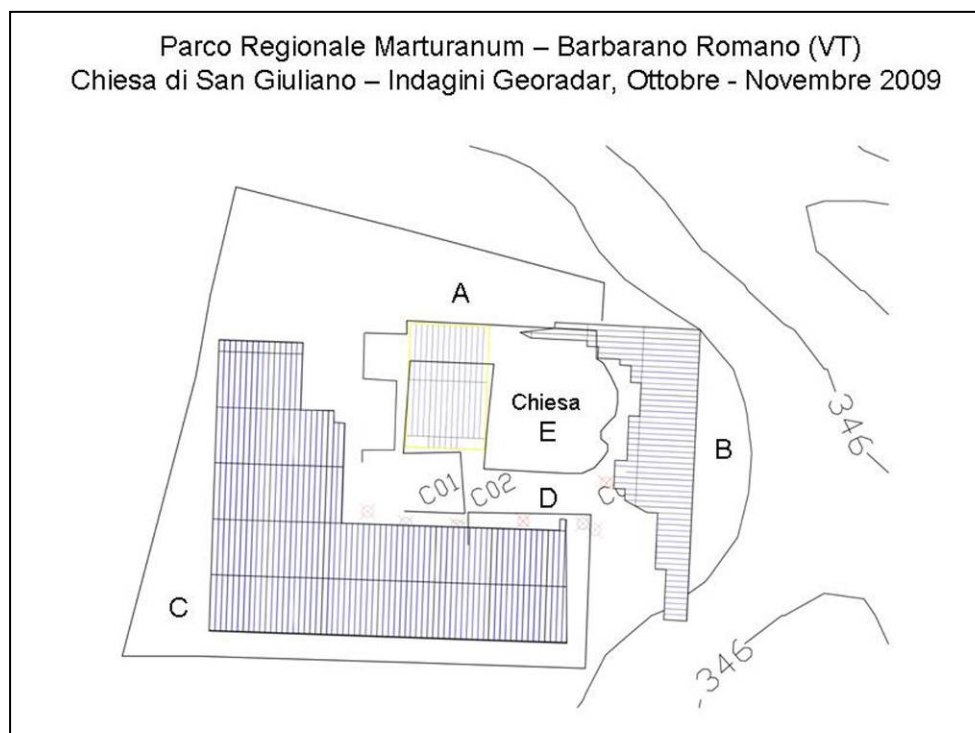 Parco Regionale Marturanum – Barbarano Romano (VT)
Chiesa di San Giuliano – Indagini Georadar, Ottobre - Novembre 2009
A
346
Chiesa
E
B
C01
C02
D
C
C
346